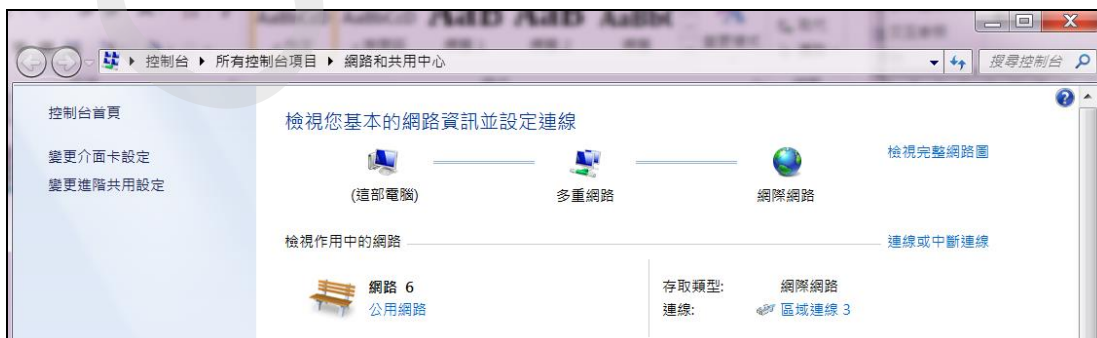 控制台 ▸ 所有控制台項目 ▸ 網路和共用中心
搜尋控制台
控制台首頁
變更介面卡設定
變更進階共用設定
檢視您基本的網路資訊並設定連線
(這部電腦)
多重網路
網際網路
檢視完整網路圖
檢視作用中的網路
連線或中斷連線
網路 6
公用網路
存取類型: 網際網路
連線: 區域連線 3